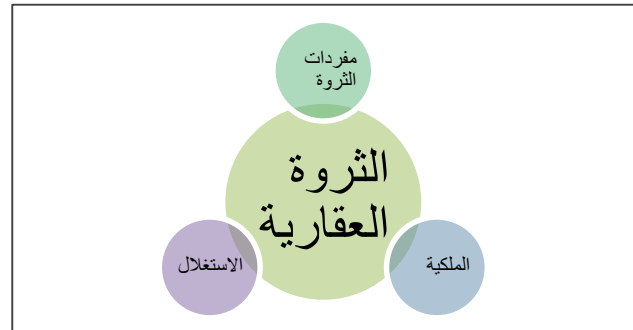 مفردات
الثروة
الثروة
العقارية
الملكية
الاستغلال